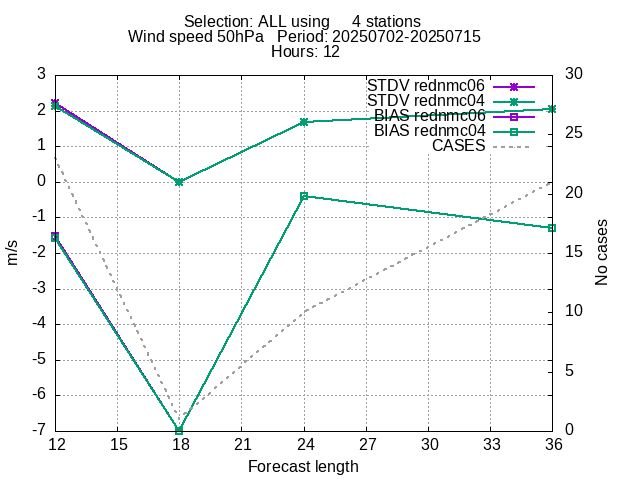 Selection: ALL using     4 stations
Wind speed 50hPa   Period: 20250702-20250715
Hours: 12
3 30
STDV rednmc06
2 STDV rednmc04
BIAS rednmc06 25
1 BIAS rednmc04
CASES
0
20
-1
m/s
-2 15
No cases
-3
-4 10
-5
5
-6
-7 0
12 15 18 21 24 27 30 33 36
Forecast length